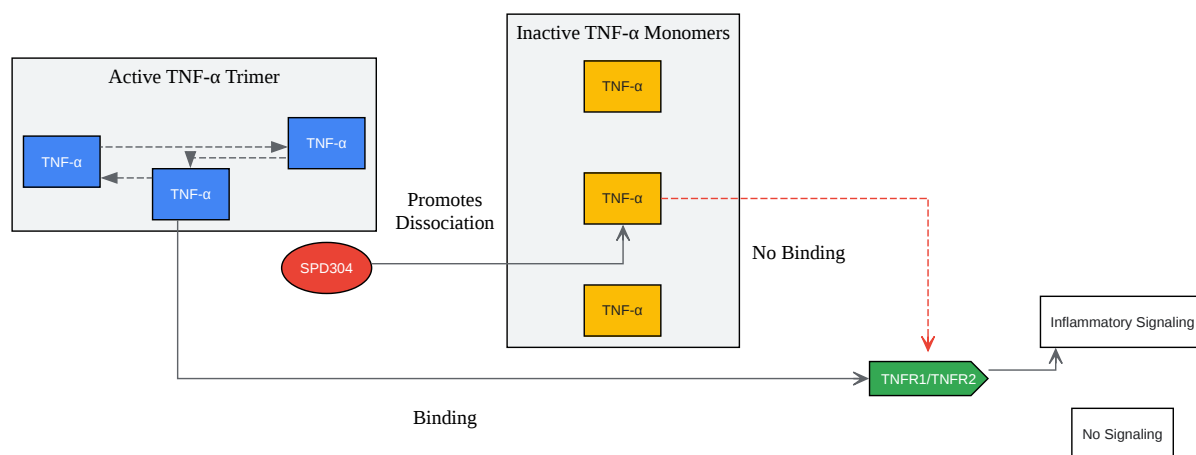 Inactive TNF-α Monomers
Active TNF-α Trimer
TNF-α
TNF-α
TNF-α
TNF-α
TNF-α
TNF-α
Promotes
Dissociation
No Binding
SPD304
TNF-α
Inflammatory Signaling
TNFR1/TNFR2
Binding
No Signaling